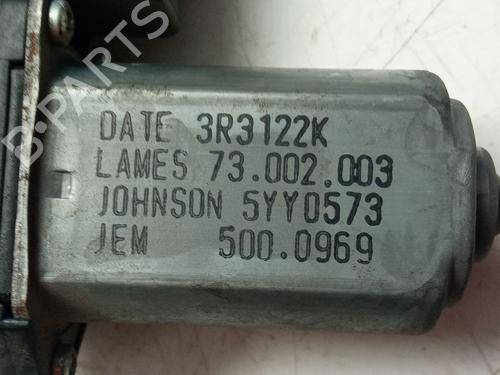 DATE 3R3122K
LAMES 73.002.003
JOHNSON 5YY0573
JEM 500.0969
B-PARTS